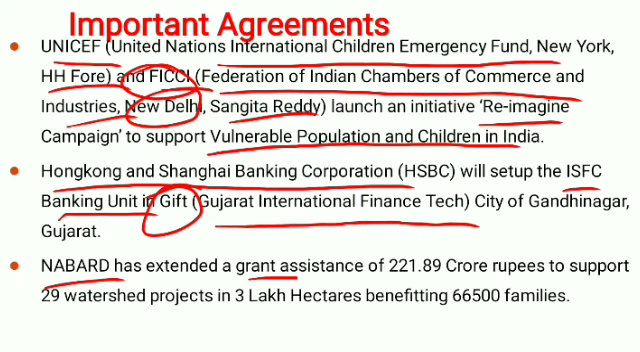 Important Agreements
UNICEF (United Nations International Children Emergency Fund, New York,
HH Fore) and FICCI (Federation of Indian Chambers of Commerce and
Industries, New Delhi, Sangita Reddy) launch an initiative ‘Re-imagine
Campaign’ to support Vulnerable Population and Children in India.
Hongkong and Shanghai Banking Corporation (HSBC) will setup the ISFC
Banking Unit in Gift (Gujarat International Finance Tech) City of Gandhinagar,
Gujarat.
NABARD has extended a grant assistance of 221.89 Crore rupees to support
29 watershed projects in 3 Lakh Hectares benefitting 66500 families.